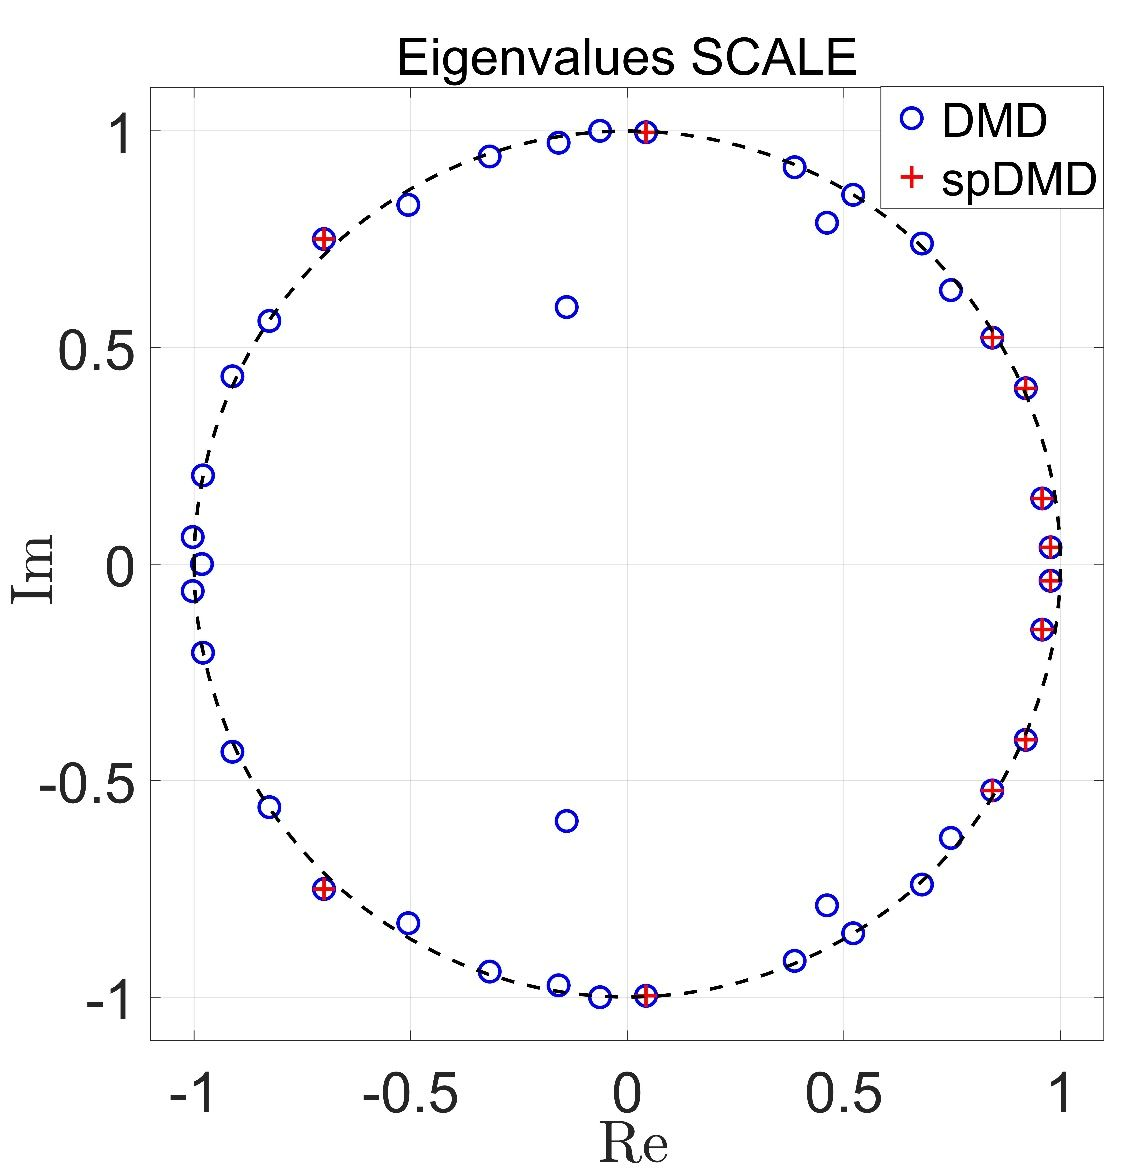 Eigenvalues SCALE
DMD
spDMD
1
0.5
0
-0.5
-1
Im
-1 -0.5 0 0.5 1
Re